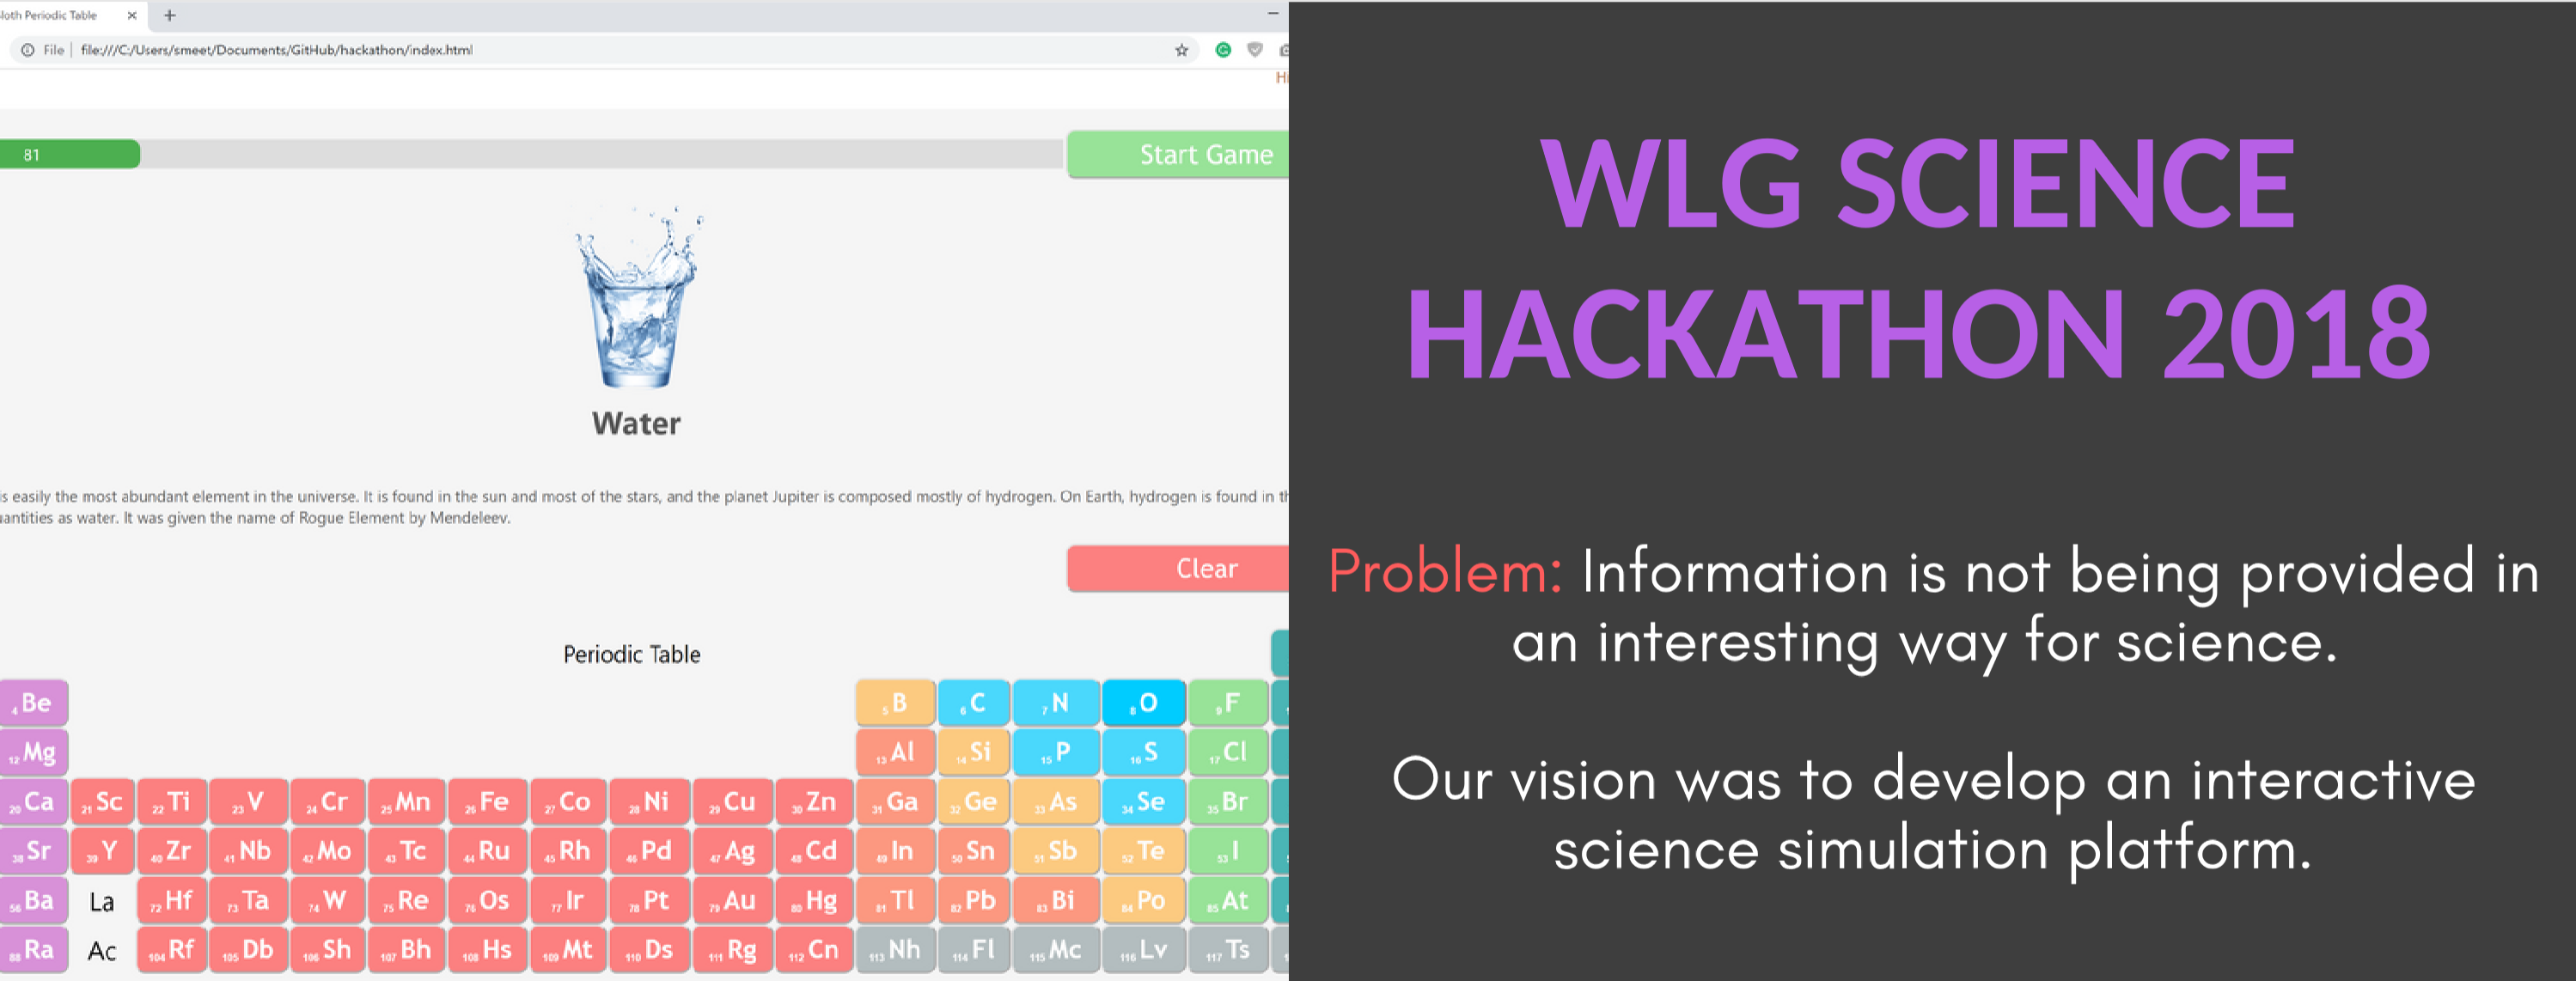 loth Periodic Table
File file:///C:/Users/smeet/Documents/GitHub/hackathon/index.html
81
Start Game
Water
is easily the most abundant element in the universe. It is found in the sun and most of the stars, and the planet Jupiter is composed mostly of hydrogen. On Earth, hydrogen is found in th
uantities as water. It was given the name of Rogue Element by Mendeleev.
Clear
Periodic Table
4 Be 5 B 6 C 7 N 8 O 9 F
12 Mg 13 Al 14 Si 15 P 16 S 17 Cl
20 Ca 21 Sc 22 Ti 23 V 24 Cr 25 Mn 26 Fe 27 Co 28 Ni 29 Cu 30 Zn 31 Ga 32 Ge 33 As 34 Se 35 Br
38 Sr 39 Y 40 Zr 41 Nb 42 Mo 43 Tc 44 Ru 45 Rh 46 Pd 47 Ag 48 Cd 49 In 50 Sn 51 Sb 52 Te 53 I
56 Ba La 72 Hf 73 Ta 74 W 75 Re 76 Os 77 Ir 78 Pt 79 Au 80 Hg 81 Tl 82 Pb 83 Bi 84 Po 85 At
88 Ra Ac 104 Rf 105 Db 106 Sh 107 Bh 108 Hs 109 Mt 110 Ds 111 Rg 112 Cn 113 Nh 114 Fl 115 Mc 116 Lv 117 Ts
WLG SCIENCE
HACKATHON 2018
Problem: Information is not being provided in
an interesting way for science.
Our vision was to develop an interactive
science simulation platform.